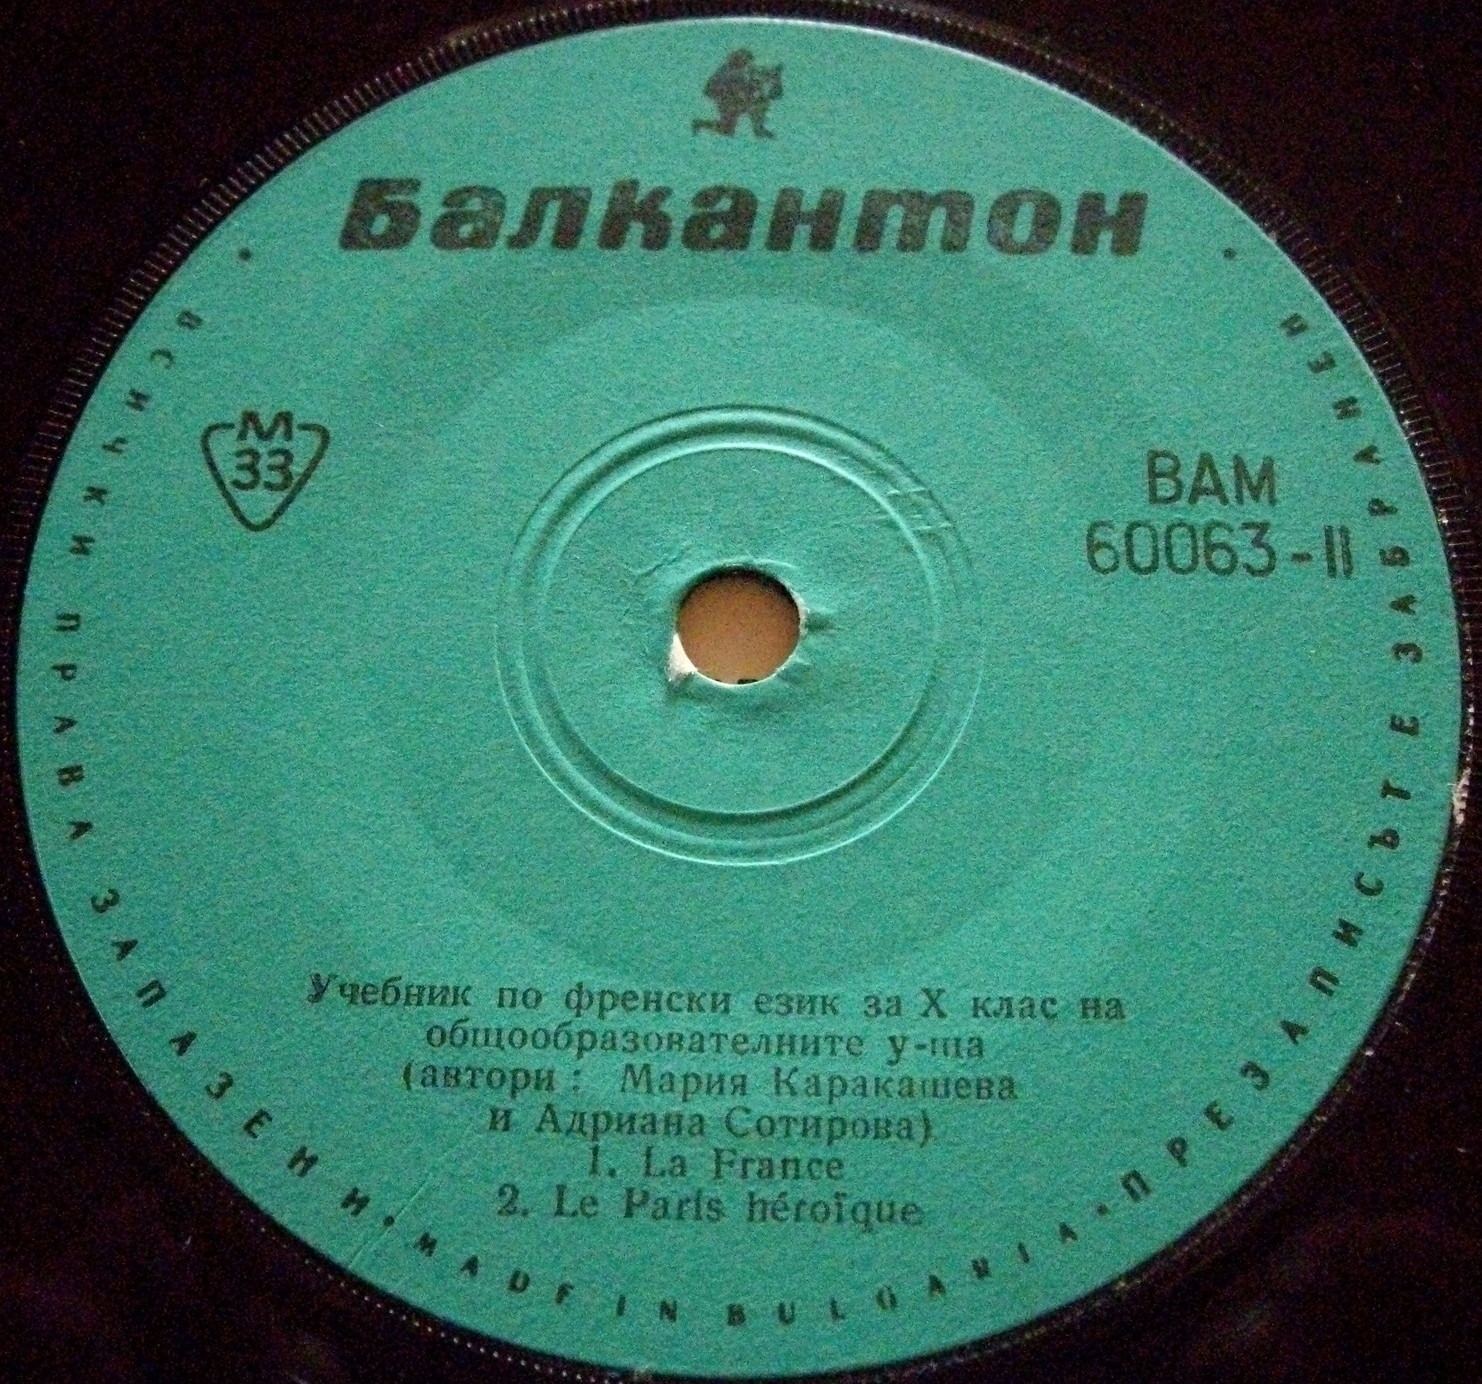 Балкантон
М
33
ВАМ
60063-II
Учебник по френски език за X клас на
общообразователните у-ща
(автори: Мария Каракашева
и Адриана Сотирова)
1. La France
2. Le Paris héroïque
ВСИЧКИ ПРАВА ЗАПАЗЕНИ • MADE IN BULGARIA • ПРЕЗАПИСЪТ Е ЗАБРАНЕН